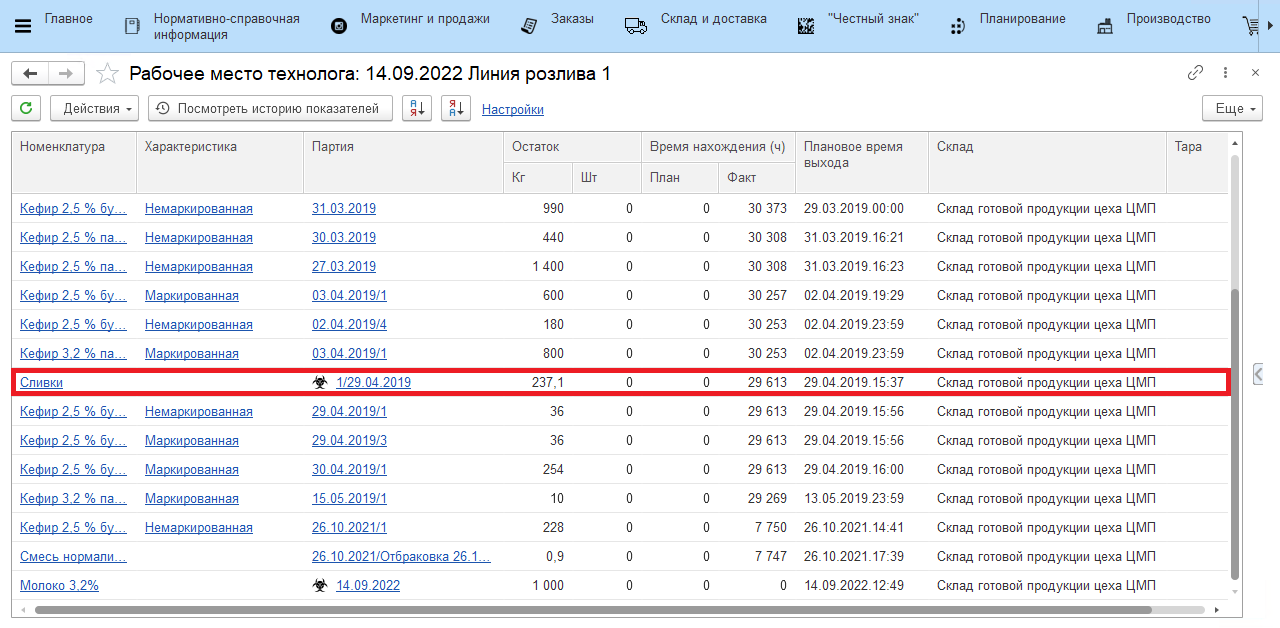 Главное
Нормативно-справочная
информация
Маркетинг и продажи
Заказы
Склад и доставка
"Честный знак"
Планирование
Производство
Рабочее место технолога: 14.09.2022 Линия розлива 1
Действия
Посмотреть историю показателей
Настройки
Еще
Номенклатура Характеристика Партия Остаток Время нахождения (ч) Плановое время выхода Склад Тара
Кг Шт План Факт
Кефир 2,5 % бу... Немаркированная 31.03.2019 990 0 0 30 373 29.03.2019.00:00 Склад готовой продукции цеха ЦМП
Кефир 2,5 % па... Немаркированная 30.03.2019 440 0 0 30 308 31.03.2019.16:21 Склад готовой продукции цеха ЦМП
Кефир 2,5 % па... Немаркированная 27.03.2019 1 400 0 0 30 308 31.03.2019.16:23 Склад готовой продукции цеха ЦМП
Кефир 2,5 % бу... Маркированная 03.04.2019/1 600 0 0 30 257 02.04.2019.19:29 Склад готовой продукции цеха ЦМП
Кефир 2,5 % бу... Немаркированная 02.04.2019/4 180 0 0 30 253 02.04.2019.23:59 Склад готовой продукции цеха ЦМП
Кефир 3,2 % па... Маркированная 03.04.2019/1 800 0 0 30 253 02.04.2019.23:59 Склад готовой продукции цеха ЦМП
Сливки 1/29.04.2019 237,1 0 0 29 613 29.04.2019.15:37 Склад готовой продукции цеха ЦМП
Кефир 2,5 % бу... Немаркированная 29.04.2019/1 36 0 0 29 613 29.04.2019.15:56 Склад готовой продукции цеха ЦМП
Кефир 2,5 % бу... Маркированная 29.04.2019/3 36 0 0 29 613 29.04.2019.15:56 Склад готовой продукции цеха ЦМП
Кефир 2,5 % бу... Маркированная 30.04.2019/1 254 0 0 29 613 29.04.2019.16:00 Склад готовой продукции цеха ЦМП
Кефир 3,2 % па... Маркированная 15.05.2019/1 10 0 0 29 269 13.05.2019.23:59 Склад готовой продукции цеха ЦМП
Кефир 2,5 % бу... Немаркированная 26.10.2021/1 228 0 0 7 750 26.10.2021.14:41 Склад готовой продукции цеха ЦМП
Смесь нормали... 26.10.2021/Отбраковка 26.1... 0,9 0 0 7 747 26.10.2021.17:39 Склад готовой продукции цеха ЦМП
Молоко 3,2% 14.09.2022 1 000 0 0 0 14.09.2022.12:49 Склад готовой продукции цеха ЦМП